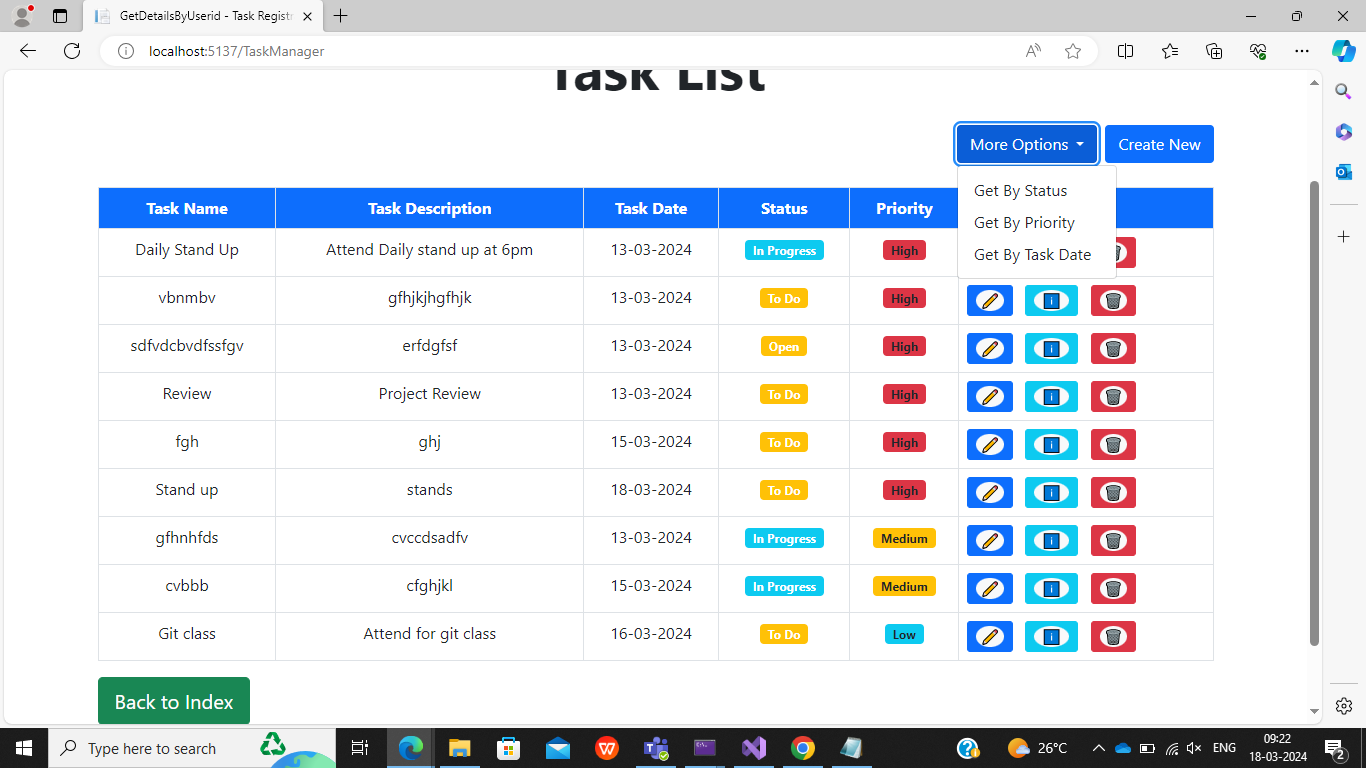 GetDetailsByUserid - Task Registr
localhost:5137/TaskManager
Task List
More Options
Create New
Get By Status
Get By Priority
Get By Task Date
Task Name Task Description Task Date Status Priority
Daily Stand Up Attend Daily stand up at 6pm 13-03-2024 In Progress High
vbnmbv gfhjkjhgfhjk 13-03-2024 To Do High
sdfvdcbvdfssfgv erfdgfsf 13-03-2024 Open High
Review Project Review 13-03-2024 To Do High
fgh ghj 15-03-2024 To Do High
Stand up stands 18-03-2024 To Do High
gfhnhfds cvccdsadfv 13-03-2024 In Progress Medium
cvbbb cfghjkl 15-03-2024 In Progress Medium
Git class Attend for git class 16-03-2024 To Do Low
Back to Index
Type here to search
26°C
ENG
09:22
18-03-2024
2